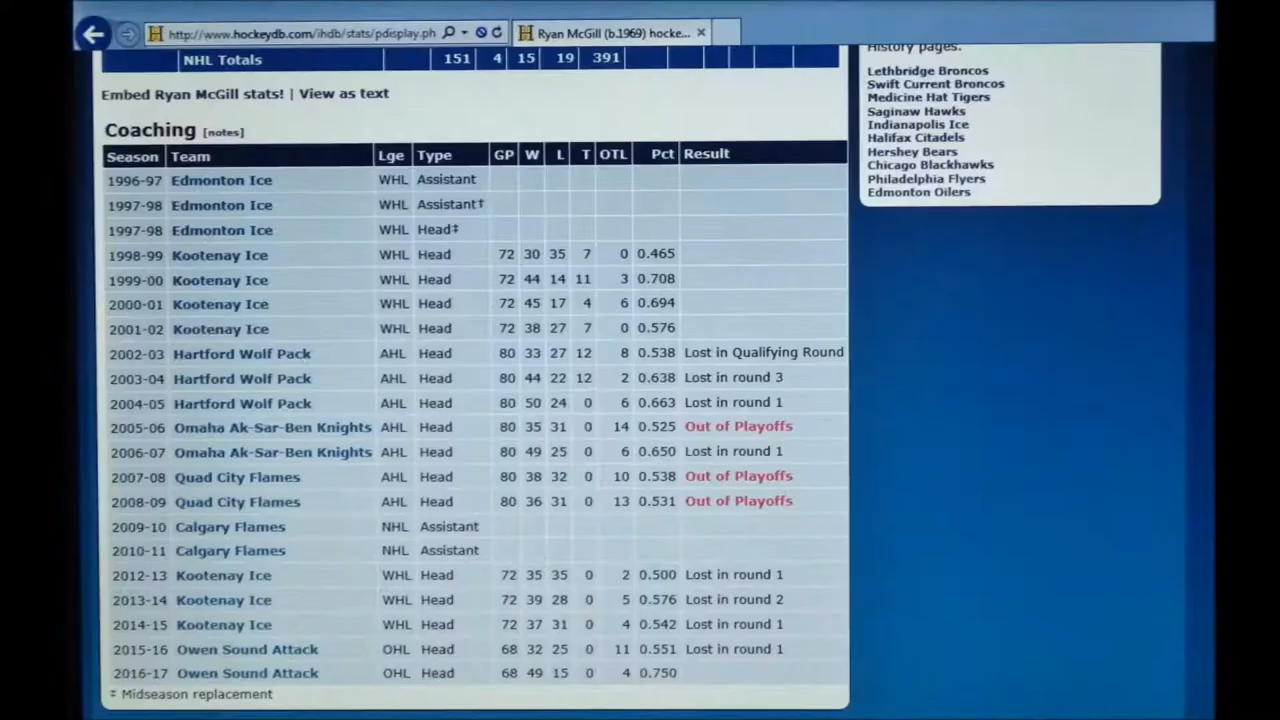 http://www.hockeydb.com/ihdb/stats/pdisplay.ph
Ryan McGill (b.1969) hocke... ×
NHL Totals 151 4 15 19 391
Embed Ryan McGill stats! | View as text
Coaching [notes]
Season Team Lge Type GP W L T OTL Pct Result
1996-97 Edmonton Ice WHL Assistant
1997-98 Edmonton Ice WHL Assistant†
1997-98 Edmonton Ice WHL Head‡
1998-99 Kootenay Ice WHL Head 72 30 35 7 0 0.465
1999-00 Kootenay Ice WHL Head 72 44 14 11 3 0.708
2000-01 Kootenay Ice WHL Head 72 45 17 4 6 0.694
2001-02 Kootenay Ice WHL Head 72 38 27 7 0 0.576
2002-03 Hartford Wolf Pack AHL Head 80 33 27 12 8 0.538 Lost in Qualifying Round
2003-04 Hartford Wolf Pack AHL Head 80 44 22 12 2 0.638 Lost in round 3
2004-05 Hartford Wolf Pack AHL Head 80 50 24 0 6 0.663 Lost in round 1
2005-06 Omaha Ak-Sar-Ben Knights AHL Head 80 35 31 0 14 0.525 Out of Playoffs
2006-07 Omaha Ak-Sar-Ben Knights AHL Head 80 49 25 0 6 0.650 Lost in round 1
2007-08 Quad City Flames AHL Head 80 38 32 0 10 0.538 Out of Playoffs
2008-09 Quad City Flames AHL Head 80 36 31 0 13 0.531 Out of Playoffs
2009-10 Calgary Flames NHL Assistant
2010-11 Calgary Flames NHL Assistant
2012-13 Kootenay Ice WHL Head 72 35 35 0 2 0.500 Lost in round 1
2013-14 Kootenay Ice WHL Head 72 39 28 0 5 0.576 Lost in round 2
2014-15 Kootenay Ice WHL Head 72 37 31 0 4 0.542 Lost in round 1
2015-16 Owen Sound Attack OHL Head 68 32 25 0 11 0.551 Lost in round 1
2016-17 Owen Sound Attack OHL Head 68 49 15 0 4 0.750
‡ Midseason replacement
History pages.
Lethbridge Broncos
Swift Current Broncos
Medicine Hat Tigers
Saginaw Hawks
Indianapolis Ice
Halifax Citadels
Hershey Bears
Chicago Blackhawks
Philadelphia Flyers
Edmonton Oilers